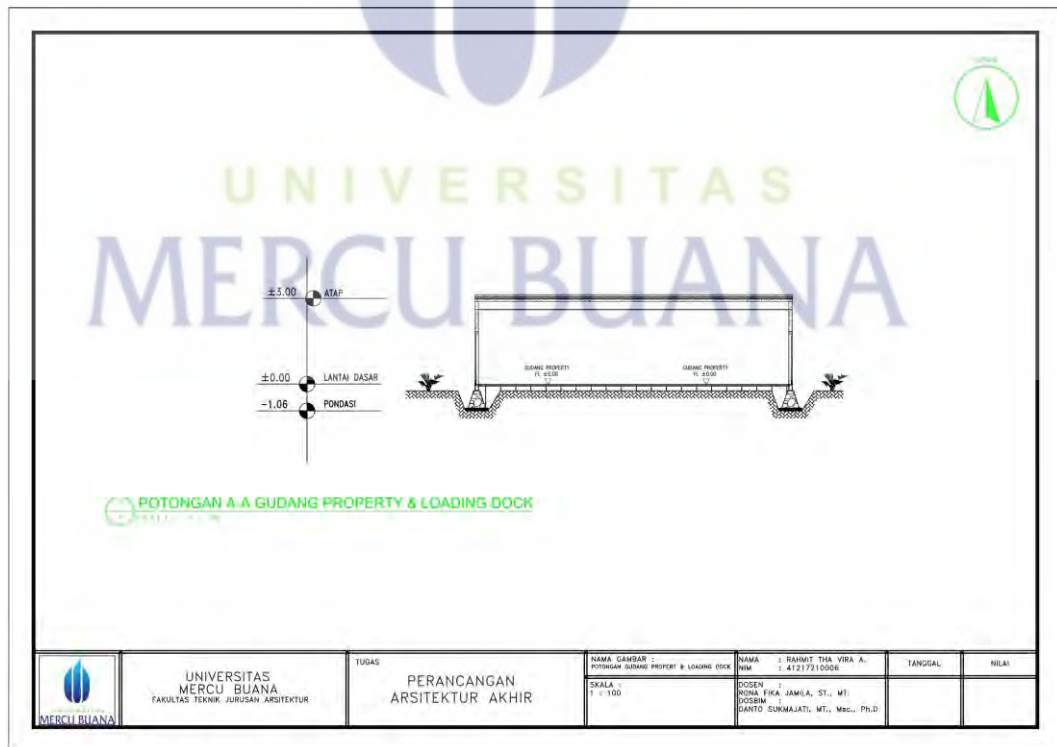 UNIVERSITAS
MERCU BUANA
±3.00 ATAP
±0.00 LANTAI DASAR
-1.06 PONDASI
GUDANG PROPERTY
FL ±0.00
GUDANG PROPERTY
FL ±0.00
POTONGAN A-A GUDANG PROPERTY & LOADING DOCK
MERCU BUANA
UNIVERSITAS
MERCU BUANA
FAKULTAS TEKNIK JURUSAN ARSITEKTUR
TUGAS
PERANCANGAN
ARSITEKTUR AKHIR
NAMA GAMBAR :
POTONGAN GUDANG PROPERT & LOADING DOCK
SKALA :
1 : 100
NAMA : RAHMIT THA VIRA A.
NIM : 41217210006
DOSEN :
RONA FIKA JAMILA, ST., MT.
DOSBIM :
DANTO SUKMAJATI, MT., Msc., Ph.D
TANGGAL
NILAI